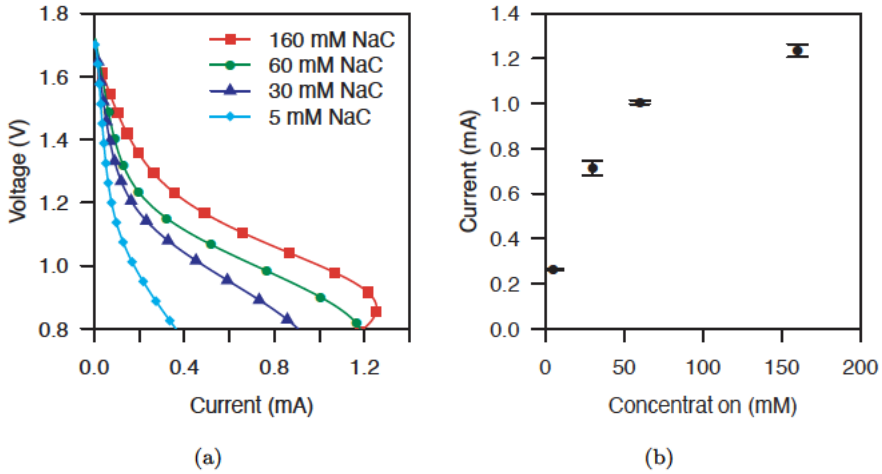 1.8
1.6
1.4
1.2
1.0
0.8
Voltage (V)
160 mM NaC
60 mM NaC
30 mM NaC
5 mM NaC
0.0 0.4 0.8 1.2
Current (mA)
(a)
1.4
1.2
1.0
0.8
0.6
0.4
0.2
0.0
Current (mA)
0 50 100 150 200
Concentrat on (mM)
(b)